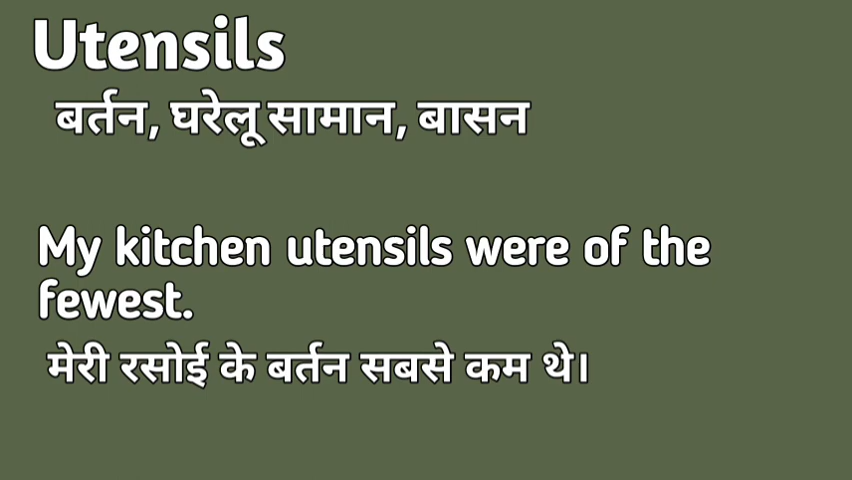 Utensils
बर्तन, घरेलू सामान, बासन
My kitchen utensils were of the
fewest.
मेरी रसोई के बर्तन सबसे कम थे।